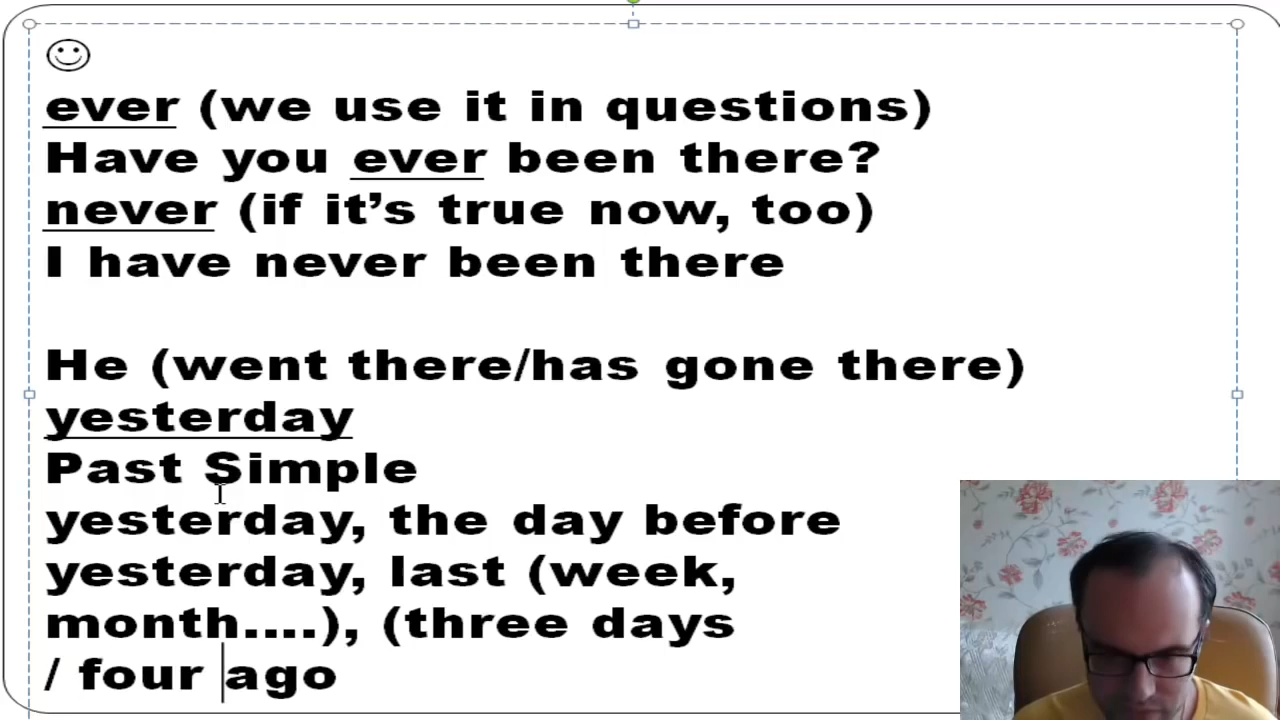 ever (we use it in questions)
Have you ever been there?
never (if it’s true now, too)
I have never been there
He (went there/has gone there)
yesterday
Past Simple
yesterday, the day before
yesterday, last (week,
month....), (three days
/ four ago